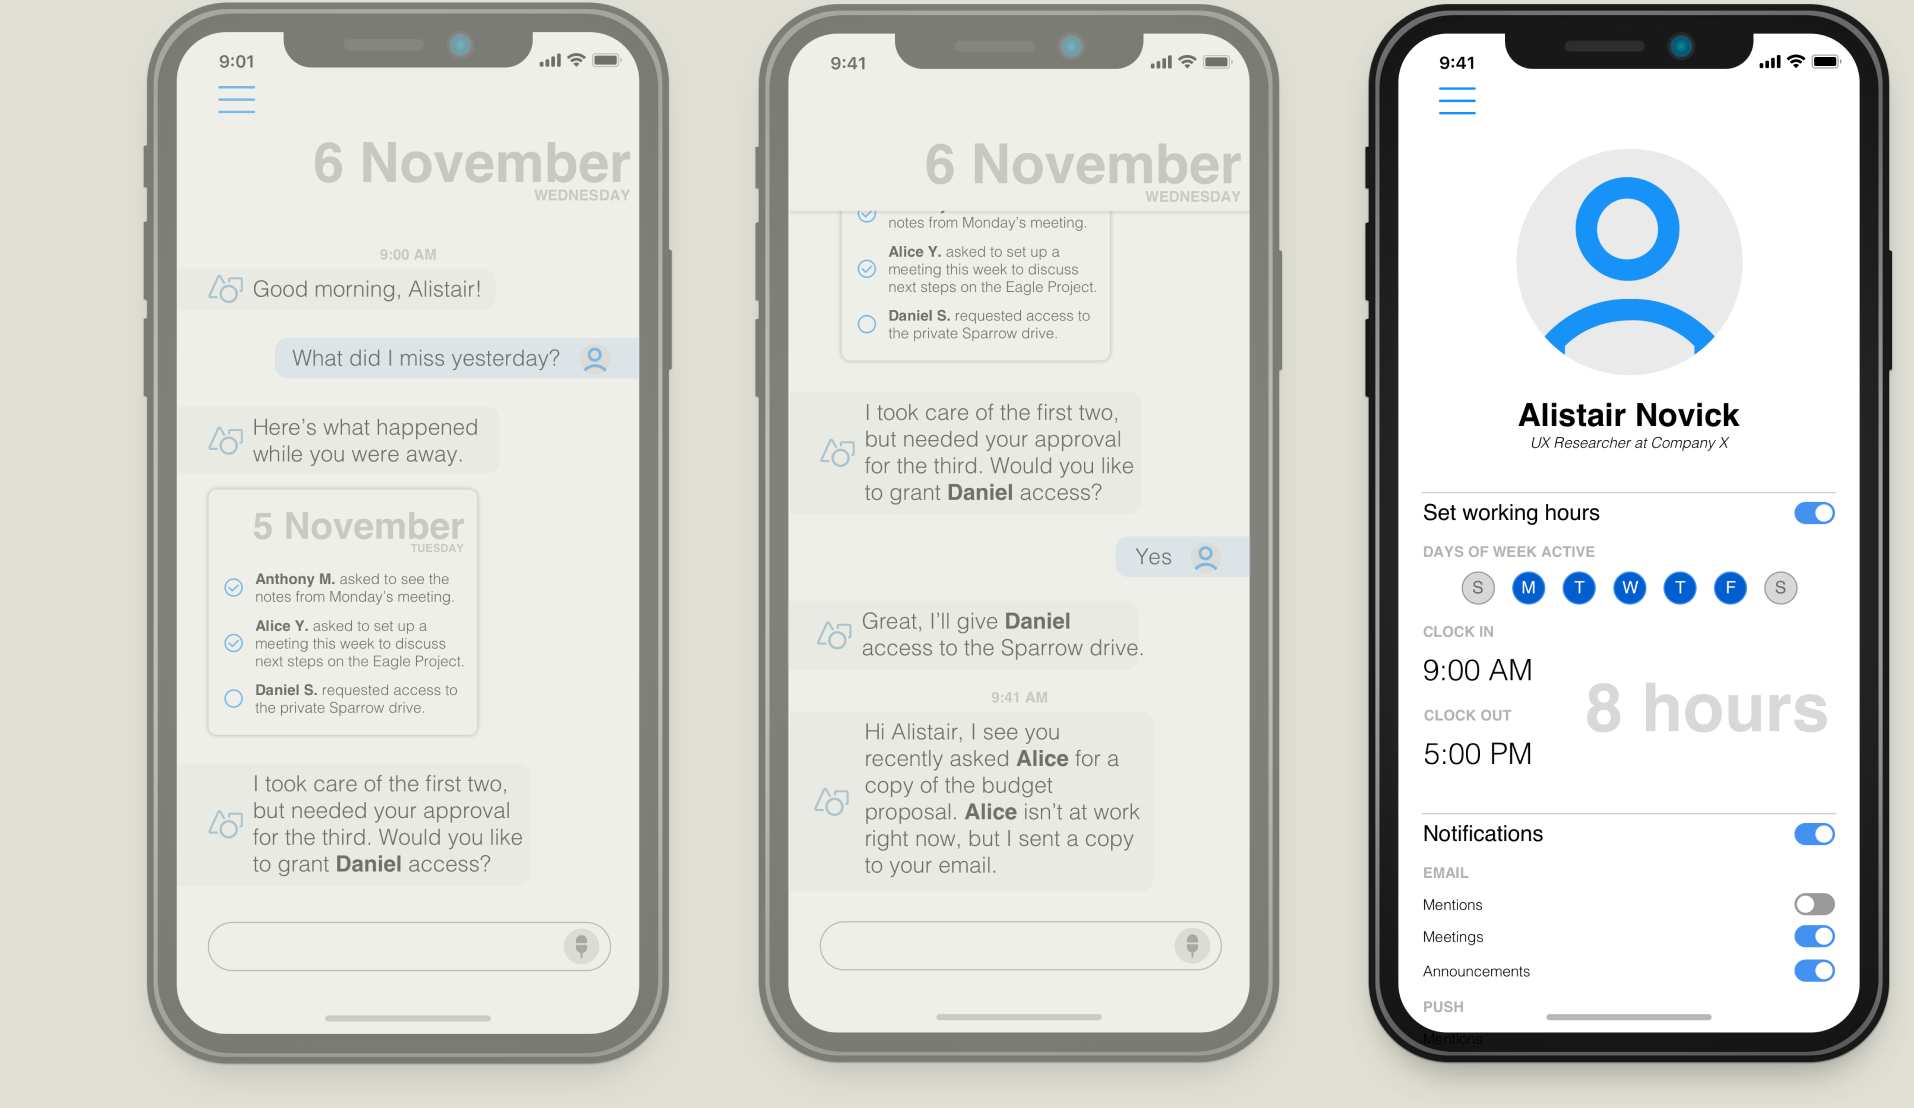 9:01
6 November
WEDNESDAY
9:00 AM
Good morning, Alistair!
What did I miss yesterday?
Here's what happened
while you were away.
5 November
TUESDAY
Anthony M. asked to see the
notes from Monday's meeting.
Alice Y. asked to set up a
meeting this week to discuss
next steps on the Eagle Project.
Daniel S. requested access to
the private Sparrow drive.
I took care of the first two,
but needed your approval
for the third. Would you like
to grant Daniel access?
9:41
6 November
WEDNESDAY
notes from Monday's meeting.
Alice Y. asked to set up a
meeting this week to discuss
next steps on the Eagle Project.
Daniel S. requested access to
the private Sparrow drive.
I took care of the first two,
but needed your approval
for the third. Would you like
to grant Daniel access?
Yes
Great, I'll give Daniel
access to the Sparrow drive.
9:41 AM
Hi Alistair, I see you
recently asked Alice for a
copy of the budget
proposal. Alice isn't at work
right now, but I sent a copy
to your email.
9:41
Alistair Novick
UX Researcher at Company X
Set working hours
DAYS OF WEEK ACTIVE
S M T W T F S
CLOCK IN
9:00 AM
8 hours
CLOCK OUT
5:00 PM
Notifications
EMAIL
Mentions
Meetings
Announcements
PUSH
Mentions